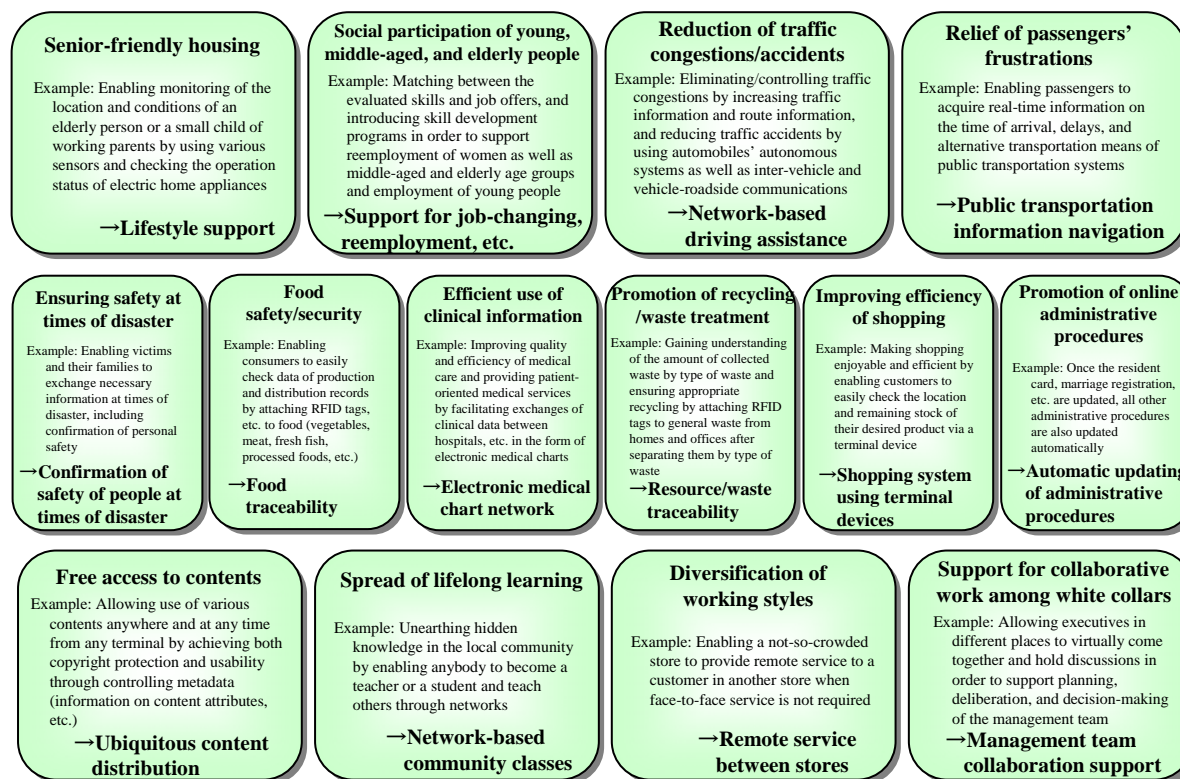 Senior-friendly housing
Example: Enabling monitoring of the
location and conditions of an
elderly person or a small child of
working parents by using various
sensors and checking the operation
status of electric home appliances
→Lifestyle support
Social participation of young,
middle-aged, and elderly people
Example: Matching between the
evaluated skills and job offers, and
introducing skill development
programs in order to support
reemployment of women as well as
middle-aged and elderly age groups
and employment of young people
→Support for job-changing,
reemployment, etc.
Reduction of traffic
congestions/accidents
Example: Eliminating/controlling traffic
congestions by increasing traffic
information and route information,
and reducing traffic accidents by
using automobiles’ autonomous
systems as well as inter-vehicle and
vehicle-roadside communications
→Network-based
driving assistance
Relief of passengers’
frustrations
Example: Enabling passengers to
acquire real-time information on
the time of arrival, delays, and
alternative transportation means of
public transportation systems
→Public transportation
information navigation
Ensuring safety at
times of disaster
Example: Enabling victims
and their families to
exchange necessary
information at times of
disaster, including
confirmation of personal
safety
→Confirmation of
safety of people at
times of disaster
Food
safety/security
Example: Enabling
consumers to easily
check data of production
and distribution records
by attaching RFID tags,
etc. to food (vegetables,
meat, fresh fish,
processed foods, etc.)
→Food
traceability
Efficient use of
clinical information
Example: Improving quality
and efficiency of medical
care and providing patient-
oriented medical services
by facilitating exchanges of
clinical data between
hospitals, etc. in the form of
electronic medical charts
→Electronic medical
chart network
Promotion of recycling
/waste treatment
Example: Gaining understanding
of the amount of collected
waste by type of waste and
ensuring appropriate
recycling by attaching RFID
tags to general waste from
homes and offices after
separating them by type of
waste
→Resource/waste
traceability
Improving efficiency
of shopping
Example: Making shopping
enjoyable and efficient by
enabling customers to
easily check the location
and remaining stock of
their desired product via a
terminal device
→Shopping system
using terminal
devices
Promotion of online
administrative
procedures
Example: Once the resident
card, marriage registration,
etc. are updated, all other
administrative procedures
are also updated
automatically
→Automatic updating
of administrative
procedures
Free access to contents
Example: Allowing use of various
contents anywhere and at any time
from any terminal by achieving both
copyright protection and usability
through controlling metadata
(information on content attributes,
etc.)
→Ubiquitous content
distribution
Spread of lifelong learning
Example: Unearthing hidden
knowledge in the local community
by enabling anybody to become a
teacher or a student and teach
others through networks
→Network-based
community classes
Diversification of
working styles
Example: Enabling a not-so-crowded
store to provide remote service to a
customer in another store when
face-to-face service is not required
→Remote service
between stores
Support for collaborative
work among white collars
Example: Allowing executives in
different places to virtually come
together and hold discussions in
order to support planning,
deliberation, and decision-making
of the management team
→Management team
collaboration support